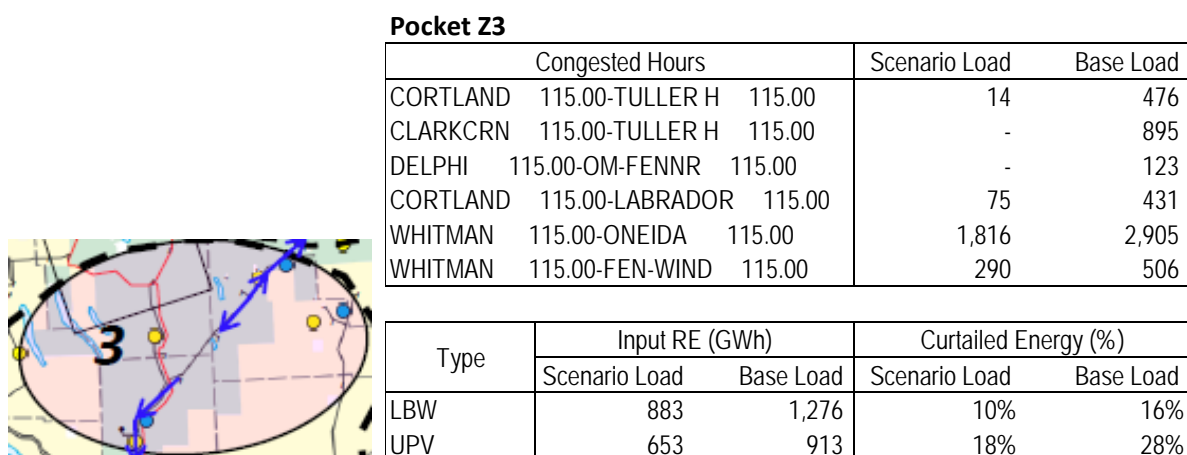 Pocket Z3
Congested Hours Scenario Load Base Load
CORTLAND 115.00-TULLER H 115.00 14 476
CLARKCRN 115.00-TULLER H 115.00 - 895
DELPHI 115.00-OM-FENNR 115.00 - 123
CORTLAND 115.00-LABRADOR 115.00 75 431
WHITMAN 115.00-ONEIDA 115.00 1,816 2,905
WHITMAN 115.00-FEN-WIND 115.00 290 506
3
Type Input RE (GWh) Curtailed Energy (%)
Scenario Load Base Load Scenario Load Base Load
LBW 883 1,276 10% 16%
UPV 653 913 18% 28%